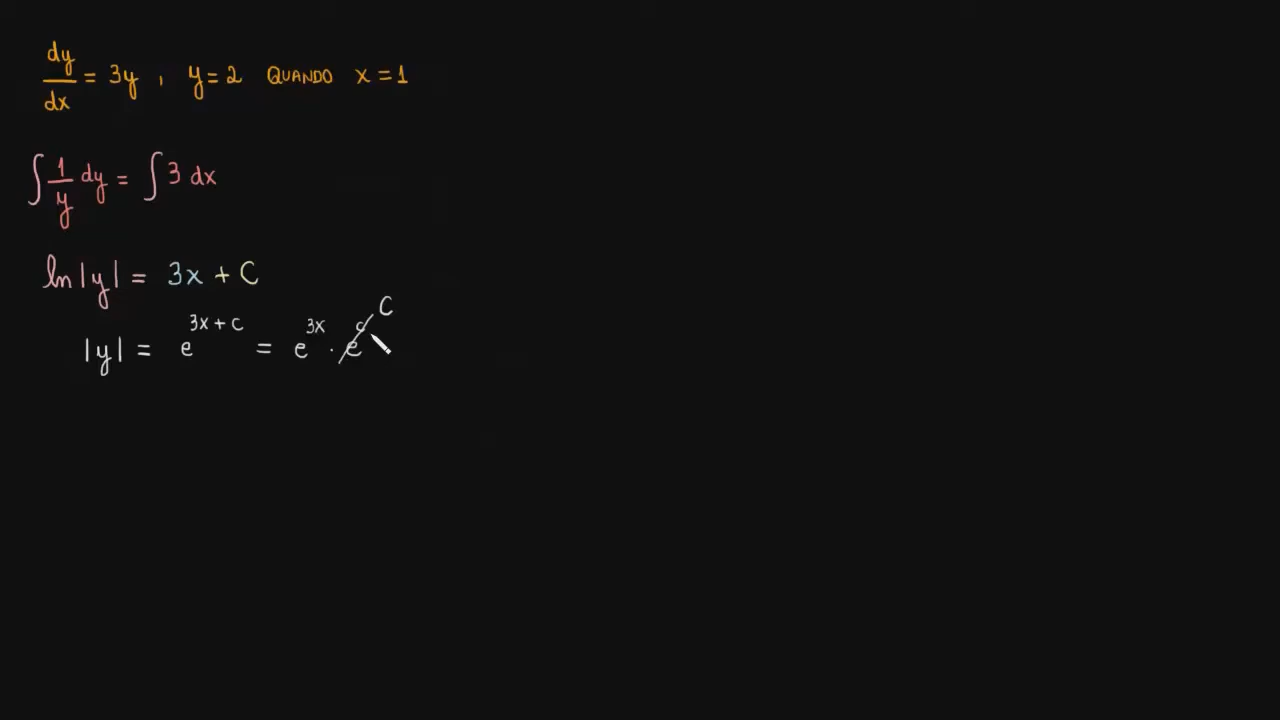 dy/dx = 3y , y = 2 QUANDO x = 1
∫ 1/y dy = ∫ 3 dx
ln|y| = 3x + C
|y| = e^(3x + c) = e^(3x) · e^c C